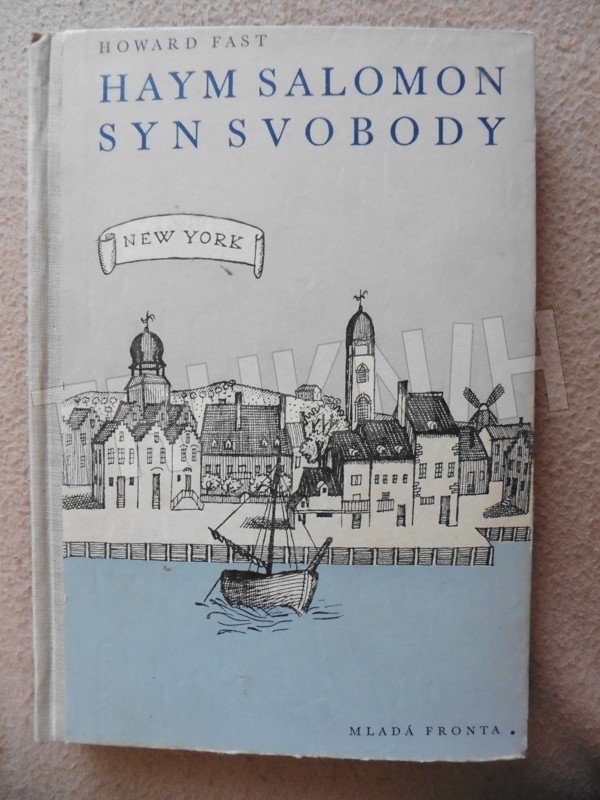 HOWARD FAST
HAYM SALOMON
SYN SVOBODY
NEW YORK
MLADÁ FRONTA.